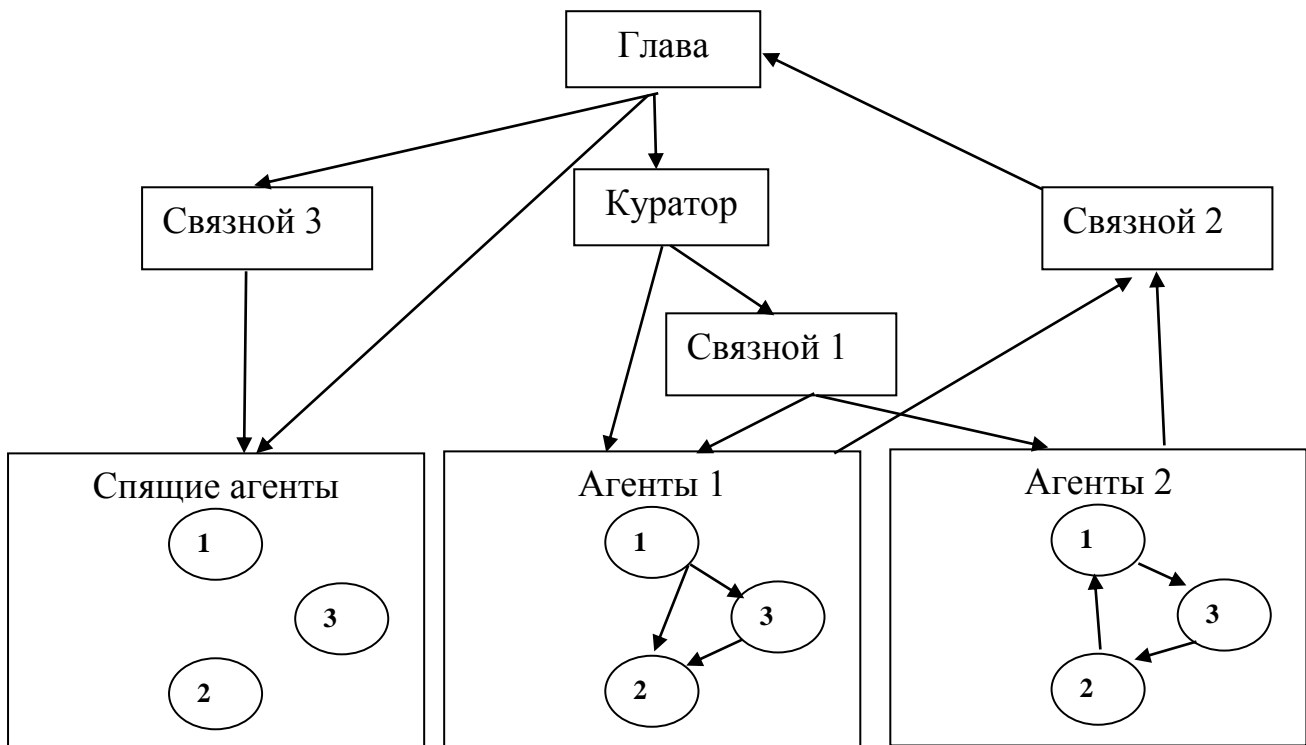 Глава
Связной 3
Куратор
Связной 2
Связной 1
Спящие агенты
1
3
2
Агенты 1
1
3
2
Агенты 2
1
3
2